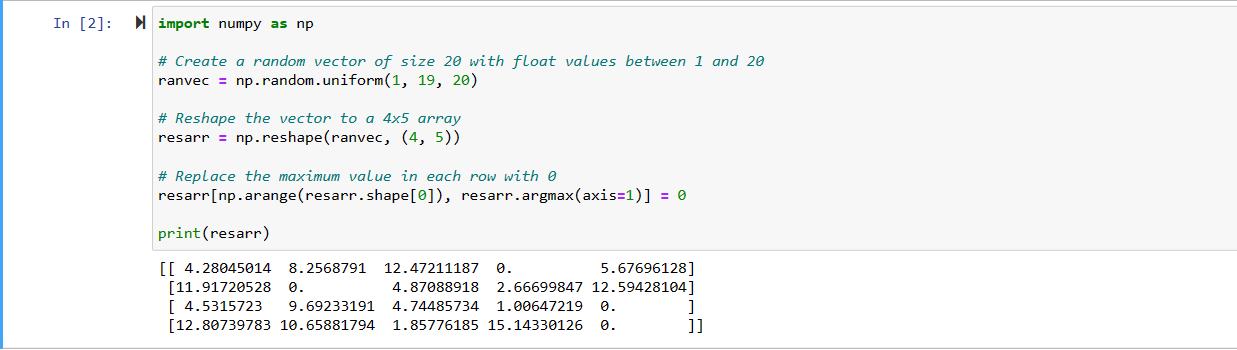 In [2]:
import numpy as np
# Create a random vector of size 20 with float values between 1 and 20
ranvec = np.random.uniform(1, 19, 20)
# Reshape the vector to a 4x5 array
resarr = np.reshape(ranvec, (4, 5))
# Replace the maximum value in each row with 0
resarr[np.arange(resarr.shape[0]), resarr.argmax(axis=1)] = 0
print(resarr)
[[ 4.28045014  8.2568791  12.47211187  0.          5.67696128]
 [11.91720528  0.          4.87088918  2.66699847 12.59428104]
 [ 4.5315723   9.69233191  4.74485734  1.00647219  0.        ]
 [12.80739783 10.65881794  1.85776185 15.14330126  0.        ]]